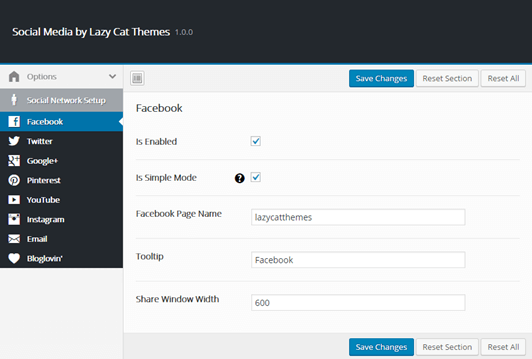 Social Media by Lazy Cat Themes 1.0.0
Options
Save Changes Reset Section Reset All
Social Network Setup
Facebook
Twitter
Google+
Pinterest
YouTube
Instagram
Email
Bloglovin'
Facebook
Is Enabled
Is Simple Mode ?
Facebook Page Name lazycatthemes
Tooltip Facebook
Share Window Width 600
Save Changes Reset Section Reset All